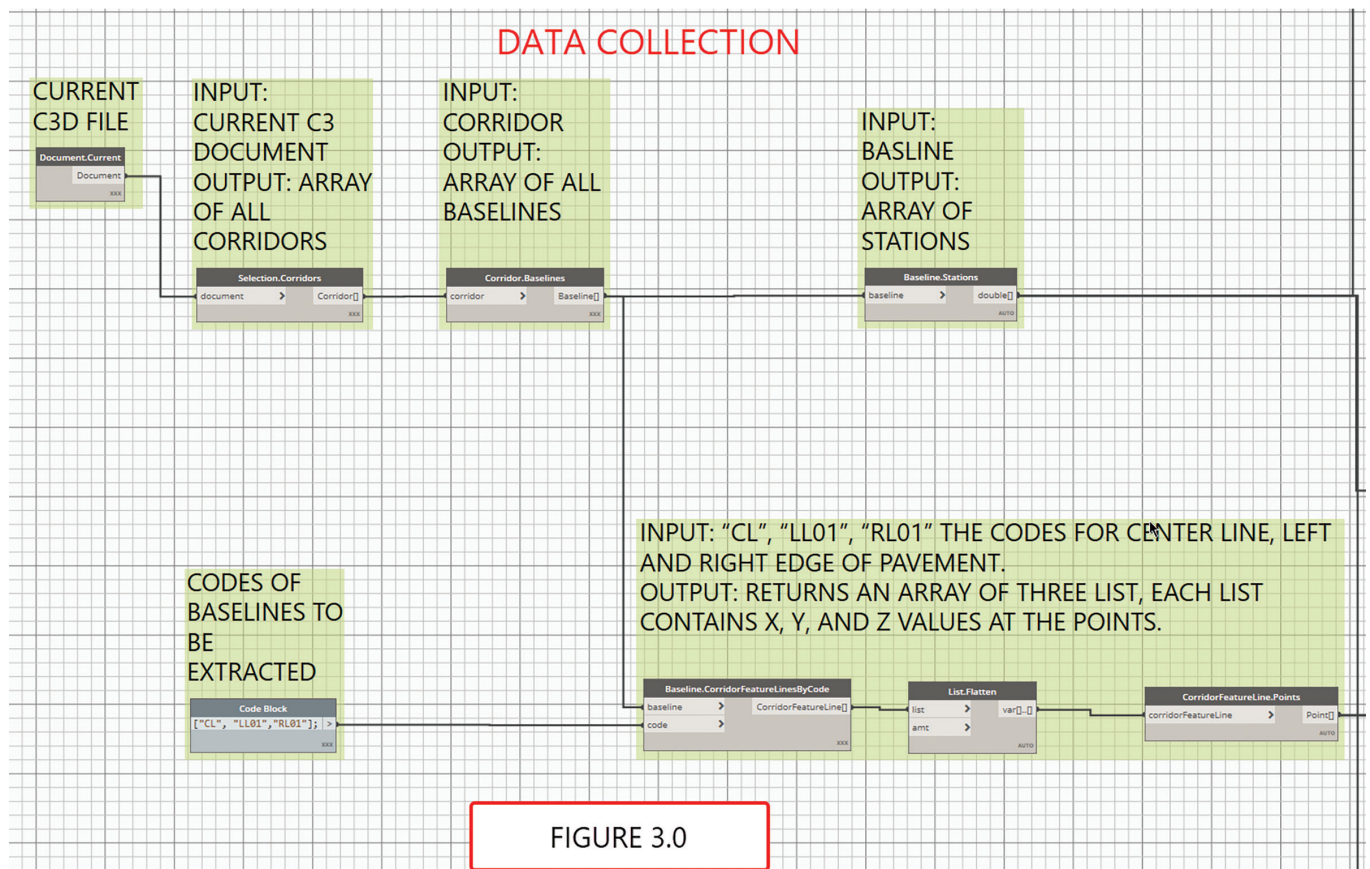 DATA COLLECTION
CURRENT
C3D FILE
Document.Current
Document
XXX
INPUT:
CURRENT C3
DOCUMENT
OUTPUT: ARRAY
OF ALL
CORRIDORS
Selection.Corridors
document > Corridor[]
XXX
INPUT:
CORRIDOR
OUTPUT:
ARRAY OF ALL
BASELINES
Corridor.Baselines
corridor > Baseline[]
XXX
INPUT:
BASLINE
OUTPUT:
ARRAY OF
STATIONS
Baseline.Stations
baseline > double[]
AUTO
CODES OF
BASELINES TO
BE
EXTRACTED
Code Block
["CL", "LL01","RL01"]; >
XXX
INPUT: “CL”, “LL01”, “RL01” THE CODES FOR CENTER LINE, LEFT
AND RIGHT EDGE OF PAVEMENT.
OUTPUT: RETURNS AN ARRAY OF THREE LIST, EACH LIST
CONTAINS X, Y, AND Z VALUES AT THE POINTS.
Baseline.CorridorFeatureLinesByCode
baseline > CorridorFeatureLine[]
code >
XXX
List.Flatten
list > var[]..[]
amt >
AUTO
CorridorFeatureLine.Points
corridorFeatureLine > Point[]
AUTO
FIGURE 3.0